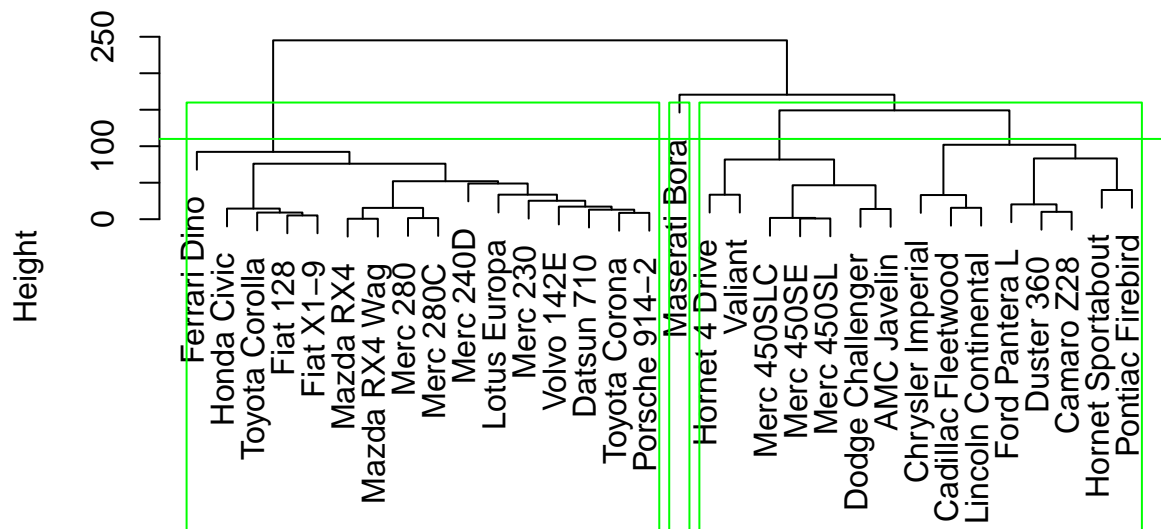 Height
250
100
0
Ferrari Dino
Honda Civic
Toyota Corolla
Fiat 128
Fiat X1−9
Mazda RX4
Mazda RX4 Wag
Merc 280
Merc 280C
Merc 240D
Lotus Europa
Merc 230
Volvo 142E
Datsun 710
Toyota Corona
Porsche 914−2
Maserati Bora
Hornet 4 Drive
Valiant
Merc 450SLC
Merc 450SE
Merc 450SL
Dodge Challenger
AMC Javelin
Chrysler Imperial
Cadillac Fleetwood
Lincoln Continental
Ford Pantera L
Duster 360
Camaro Z28
Hornet Sportabout
Pontiac Firebird